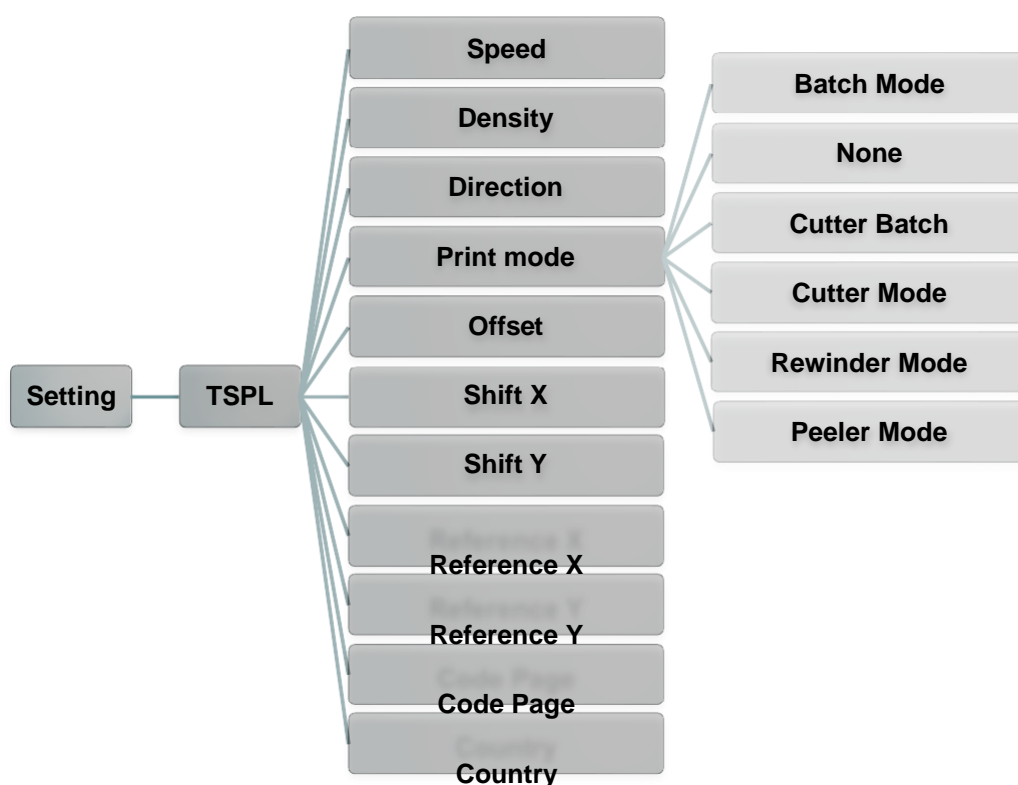 Setting
TSPL
Speed
Density
Direction
Print mode
Offset
Shift X
Shift Y
Reference X
Reference Y
Code Page
Country
Batch Mode
None
Cutter Batch
Cutter Mode
Rewinder Mode
Peeler Mode